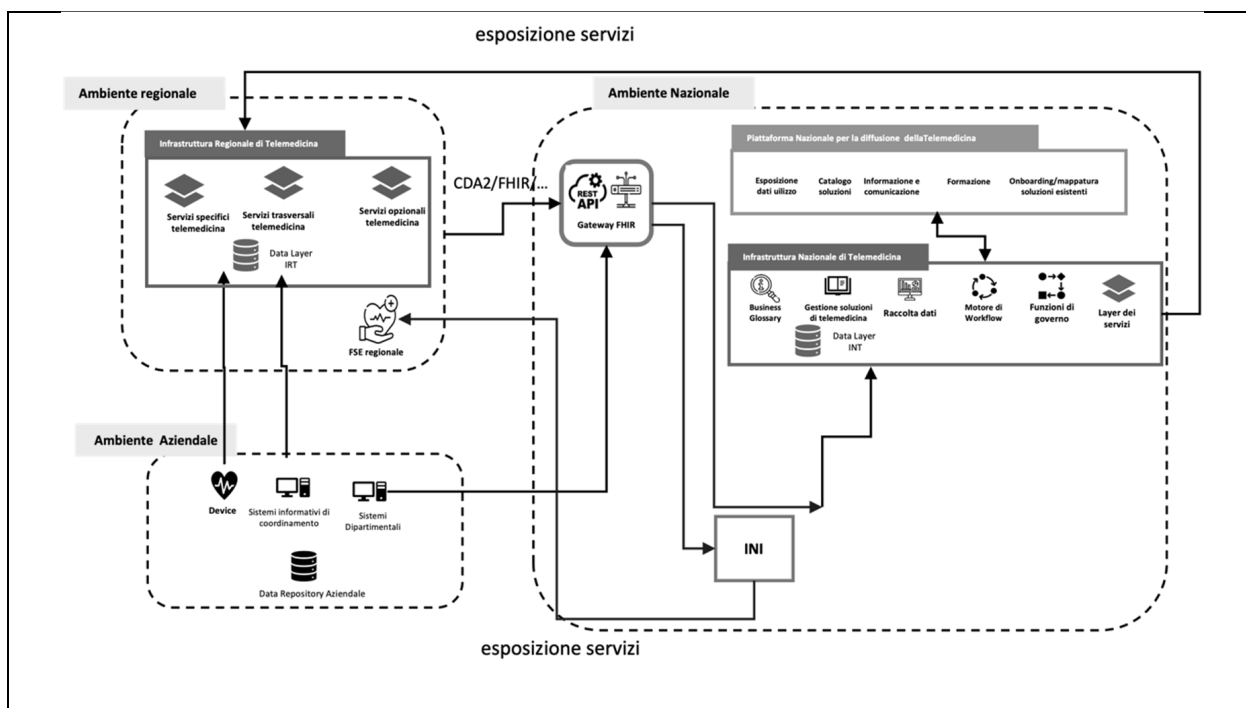 esposizione servizi
Ambiente regionale
Ambiente Nazionale
Infrastruttura Regionale di Telemedicina
Servizi specifici
telemedicina
Servizi trasversali
telemedicina
Servizi opzionali
telemedicina
Data Layer
IRT
FSE regionale
CDA2/FHIR/...
REST
API
Gateway FHIR
Piattaforma Nazionale per la diffusione dellaTelemedicina
Esposizione
dati uilizzo
Catalogo
soluzioni
Informazione e
comunicazione
Formazione
Onboarding/mappatura
soluzioni esistenti
Infrastruttura Nazionale di Telemedicina
Business
Glossary
Gestione soluzioni
di telemedicina
Raccolta dati
Motore di
Workflow
Funzioni di
governo
Layer dei
servizi
Data Layer
INT
Ambiente Aziendale
Device
Sistemi informativi di
coordinamento
Sistemi
Dipartimentali
Data Repository Aziendale
INI
esposizione servizi